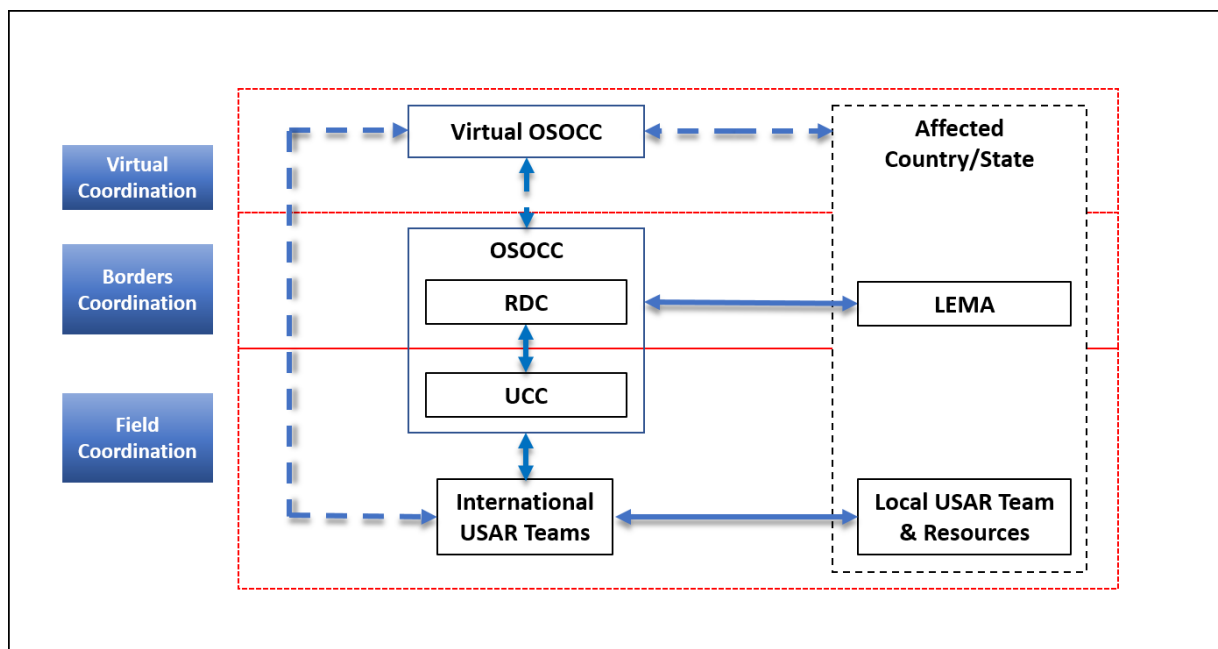 Virtual OSOCC
Affected
Country/State
Virtual
Coordination
OSOCC
Borders
Coordination
RDC
LEMA
UCC
Field
Coordination
International
USAR Teams
Local USAR Team
& Resources